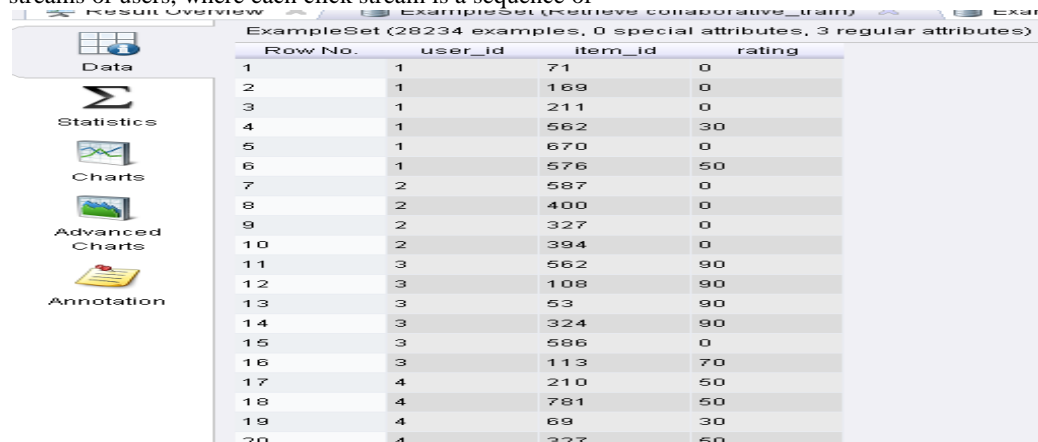 streams of users, where each click stream is a sequence of
Result Overview ExampleSet (Retrieve collaborative_train)
ExampleSet (28234 examples, 0 special attributes, 3 regular attributes)
Row No. user_id item_id rating
1 1 71 0
2 1 169 0
3 1 211 0
4 1 562 30
5 1 670 0
6 1 576 50
7 2 587 0
8 2 400 0
9 2 327 0
10 2 394 0
11 3 562 90
12 3 108 90
13 3 53 90
14 3 324 90
15 3 586 0
16 3 113 70
17 4 210 50
18 4 781 50
19 4 69 30
20 4 327 50
Data
Statistics
Charts
Advanced
Charts
Annotation